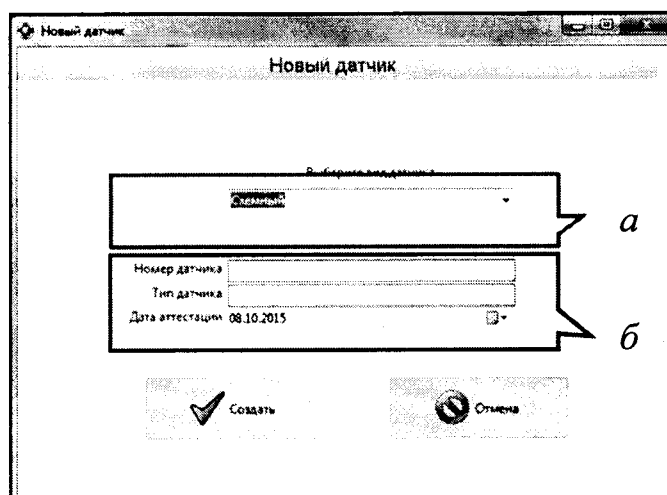 Новый датчик
Новый датчик
Выберите вид датчика
Съемный
а
Номер датчика
Тип датчика
Дата аттестации 08.10.2015
б
Создать
Отмена